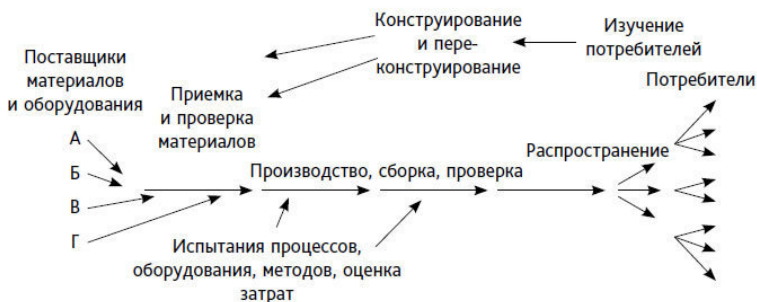 Конструирование
и пере-
конструирование
Изучение
потребителей
Поставщики
материалов
и оборудования
Приемка
и проверка
материалов
Потребители
А
Б
В
Г
Производство, сборка, проверка
Распространение
Испытания процессов,
оборудования, методов, оценка
затрат